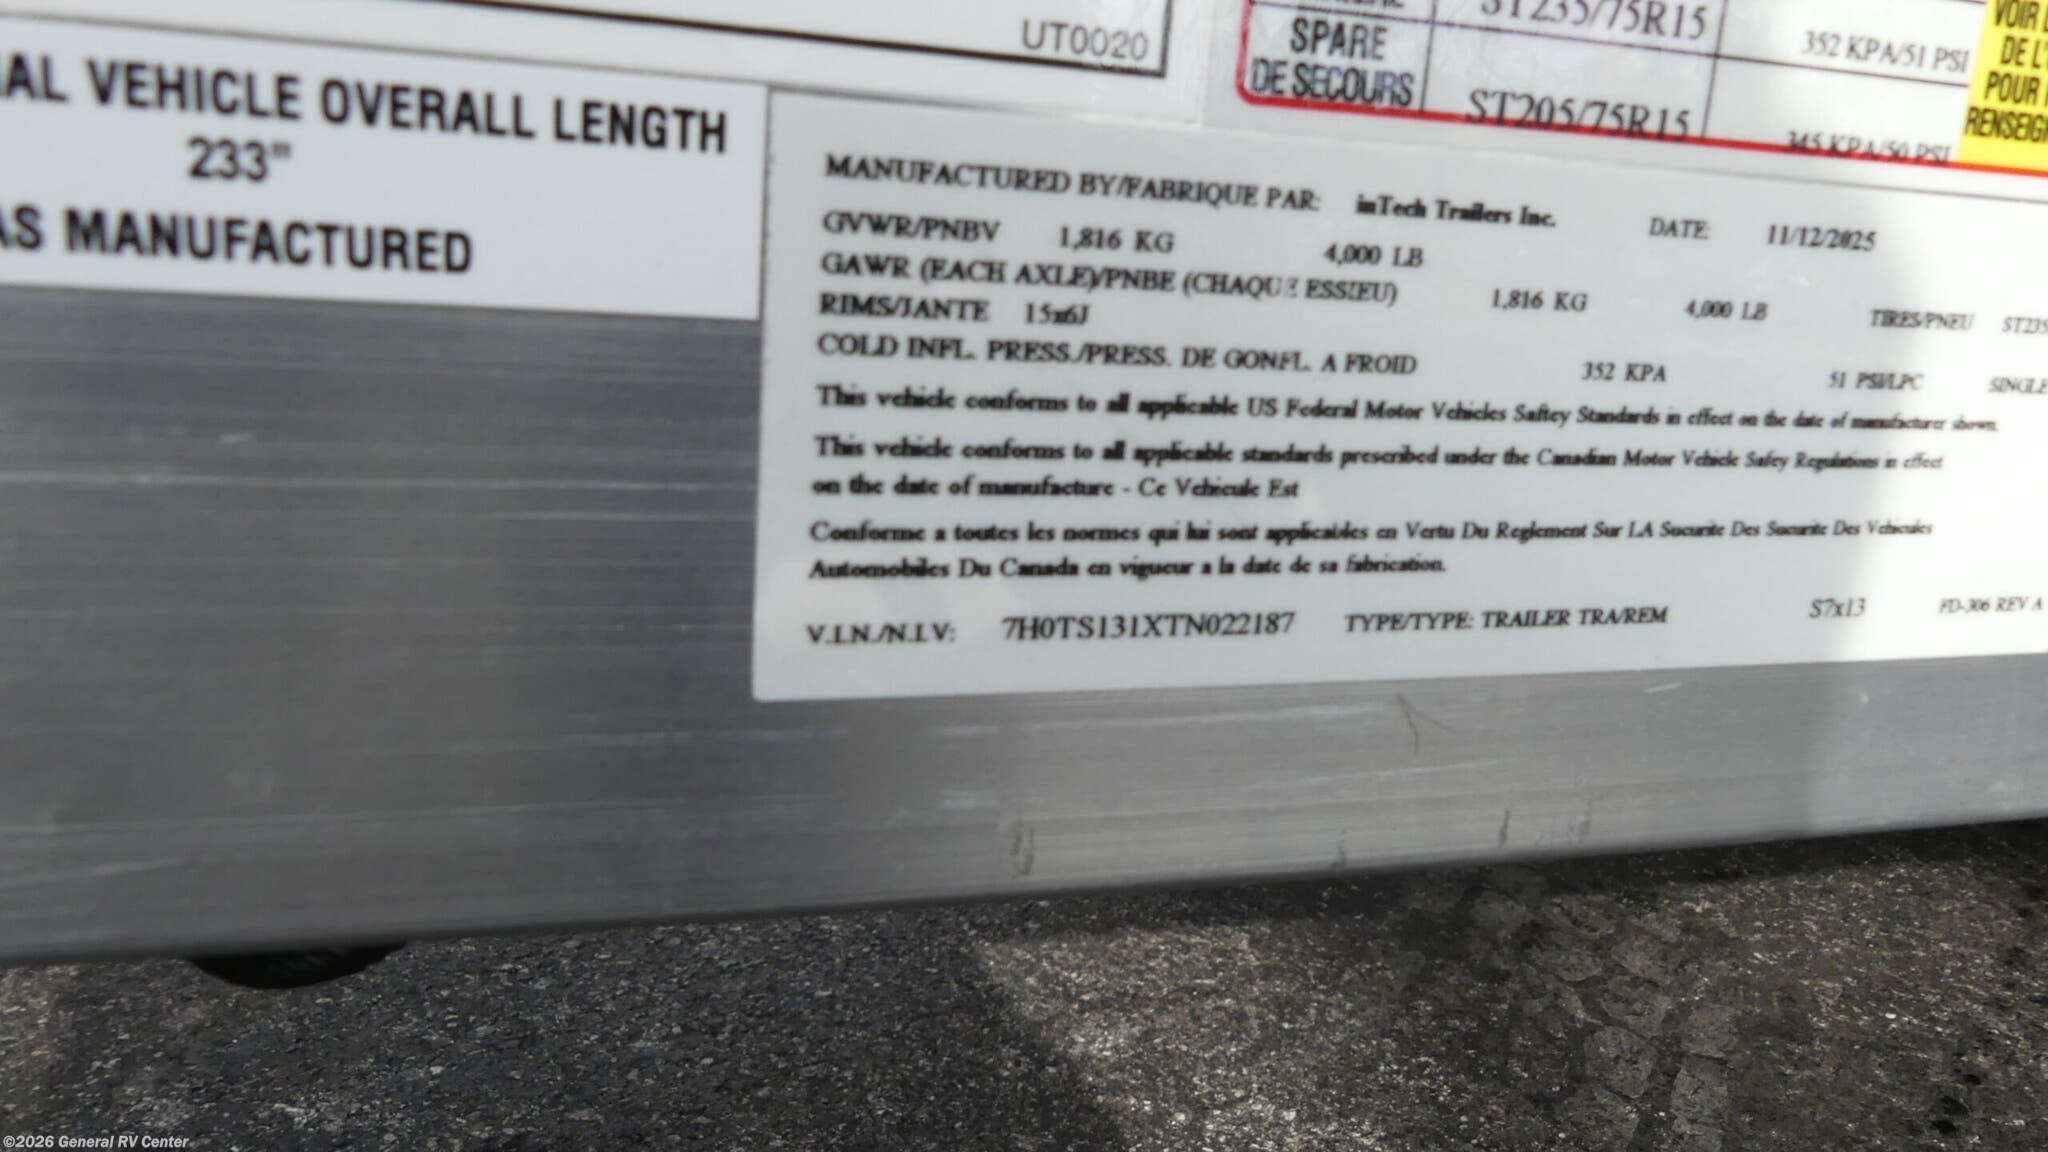 UT0020
ST235/75R15
352 KPA/51 PSI
SPARE
DE SECOURS
ST205/75R15
345 KPA/50 PSI
DE L'
POUR
VEHICLE OVERALL LENGTH
233"
AS MANUFACTURED
MANUFACTURED BY/FABRIQUE PAR: inTech Trailers Inc. DATE: 11/12/2025
GVWR/PNBV 1,816 KG 4,000 LB
GAWR (EACH AXLE)/PNBE (CHAQUE ESSIEU) 1,816 KG 4,000 LB TIRES/PNEU ST235
RIMS/JANTE 15x6J
COLD INFL. PRESS./PRESS. DE GONFL. A FROID 352 KPA 51 PSI/LPC SINGLE
This vehicle conforms to all applicable US Federal Motor Vehicles Saftey Standards in effect on the date of manufacturer shown.
This vehicle conforms to all applicable standards prescribed under the Canadian Motor Vehicle Safey Regulations in effect
on the date of manufacture - Ce Vehicule Est
Conforme a toutes les normes qui lui sont applicables en Vertu Du Reglement Sur LA Securite Des Securite Des Vehicules
Automobiles Du Canada en vigueur a la date de sa fabrication.
V.I.N./N.I.V: 7H0TS131XTN022187 TYPE/TYPE: TRAILER TRA/REM S7x13 FD-306 REV A
©2026 General RV Center